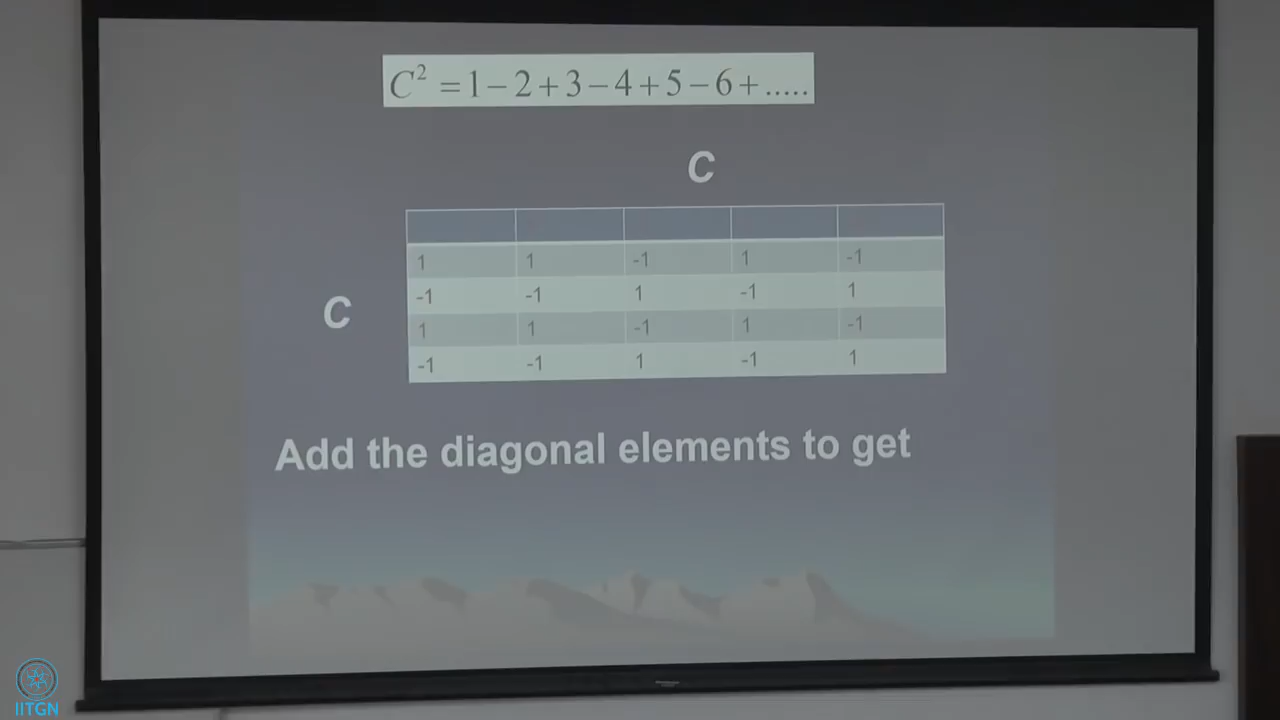 C² = 1 − 2 + 3 − 4 + 5 − 6 + .....
C
1 1 -1 1 -1
C
-1 -1 1 -1 1
1 1 -1 1 -1
-1 -1 1 -1 1
Add the diagonal elements to get
IITGN